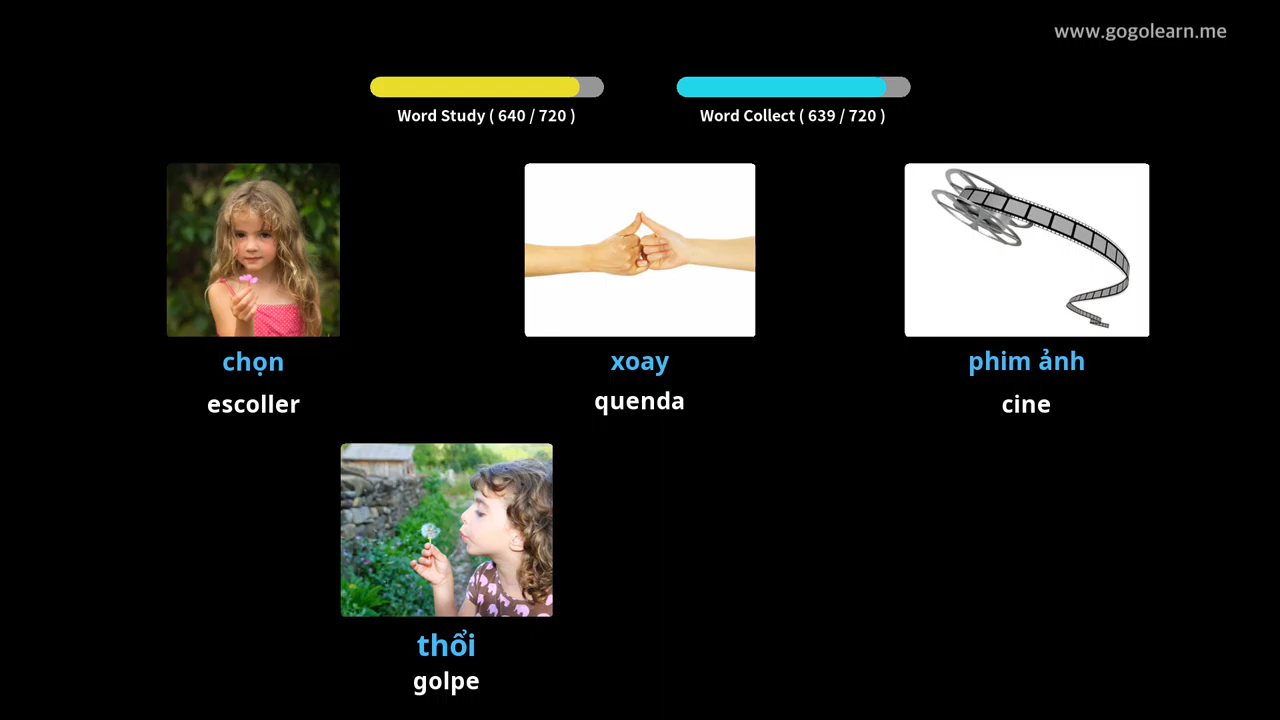 www.gogolearn.me
Word Study ( 640 / 720 )
Word Collect ( 639 / 720 )
chọn
escoller
xoay
quenda
phim ảnh
cine
thổi
golpe